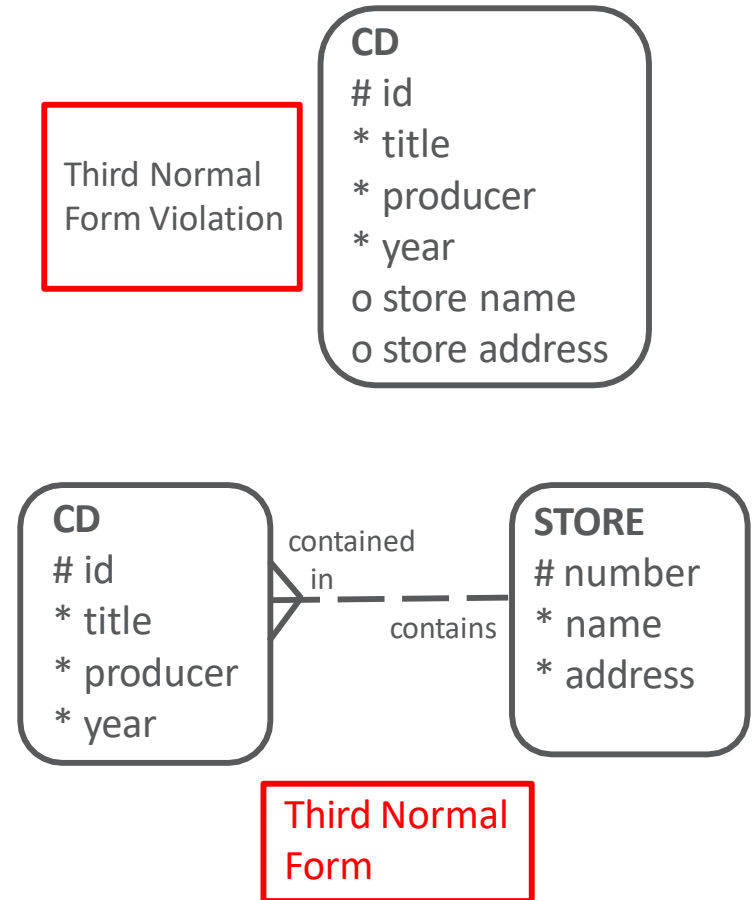 CD
# id
* title
* producer
* year
o store name
o store address
Third Normal
Form Violation
CD
# id
* title
* producer
* year
contained
in
contains
STORE
# number
* name
* address
Third Normal
Form